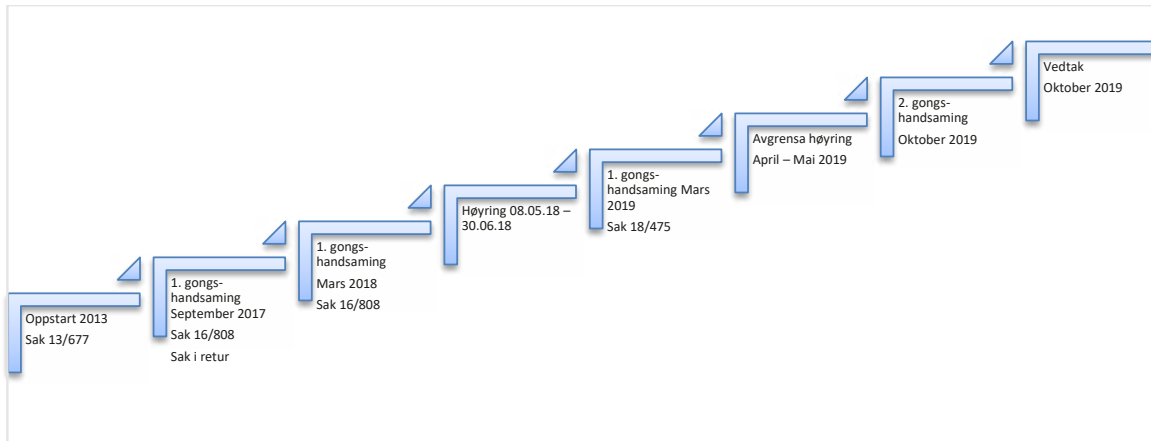 Oppstart 2013
Sak 13/677
1. gongs-
handsaming
September 2017
Sak 16/808
Sak i retur
1. gongs-
handsaming
Mars 2018
Sak 16/808
Høyring 08.05.18 –
30.06.18
1. gongs-
handsaming Mars
2019
Sak 18/475
Avgrensa høyring
April – Mai 2019
2. gongs-
handsaming
Oktober 2019
Vedtak
Oktober 2019